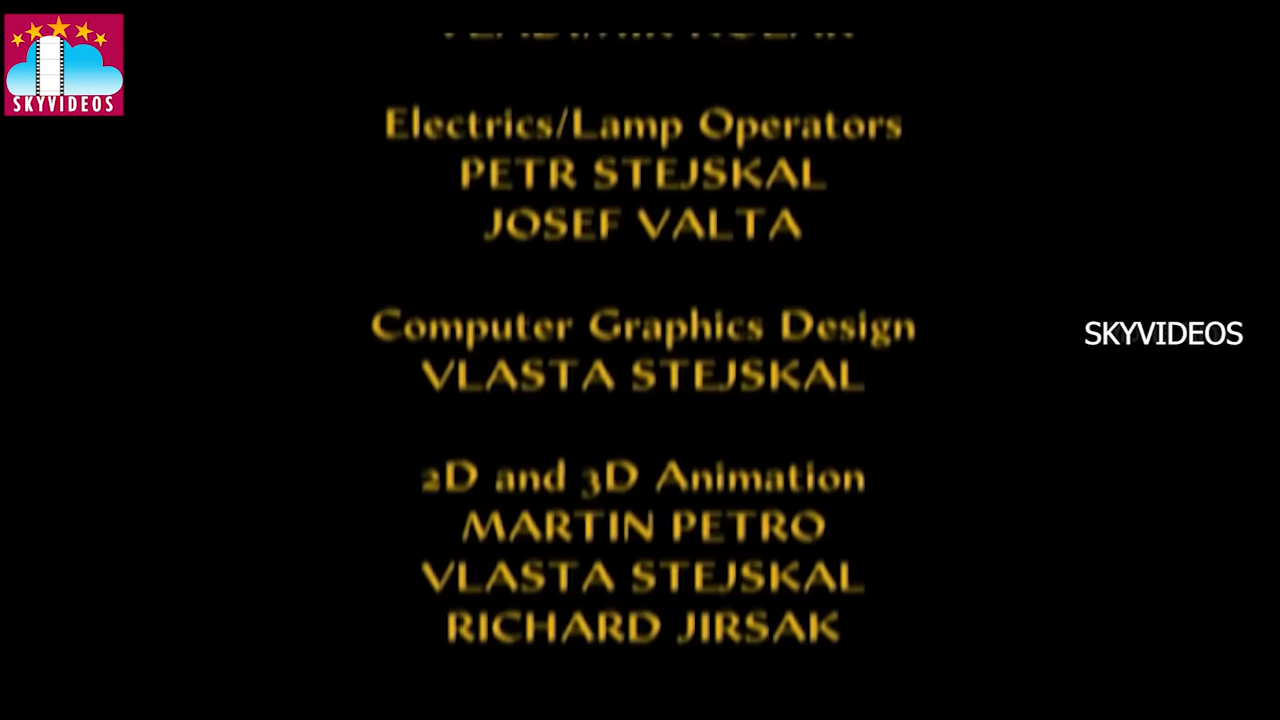 SKYVIDEOS
Electrics/Lamp Operators
PETR STEJSKAL
JOSEF VALTA
Computer Graphics Design
VLASTA STEJSKAL
SKYVIDEOS
2D and 3D Animation
MARTIN PETRO
VLASTA STEJSKAL
RICHARD JIRSAK